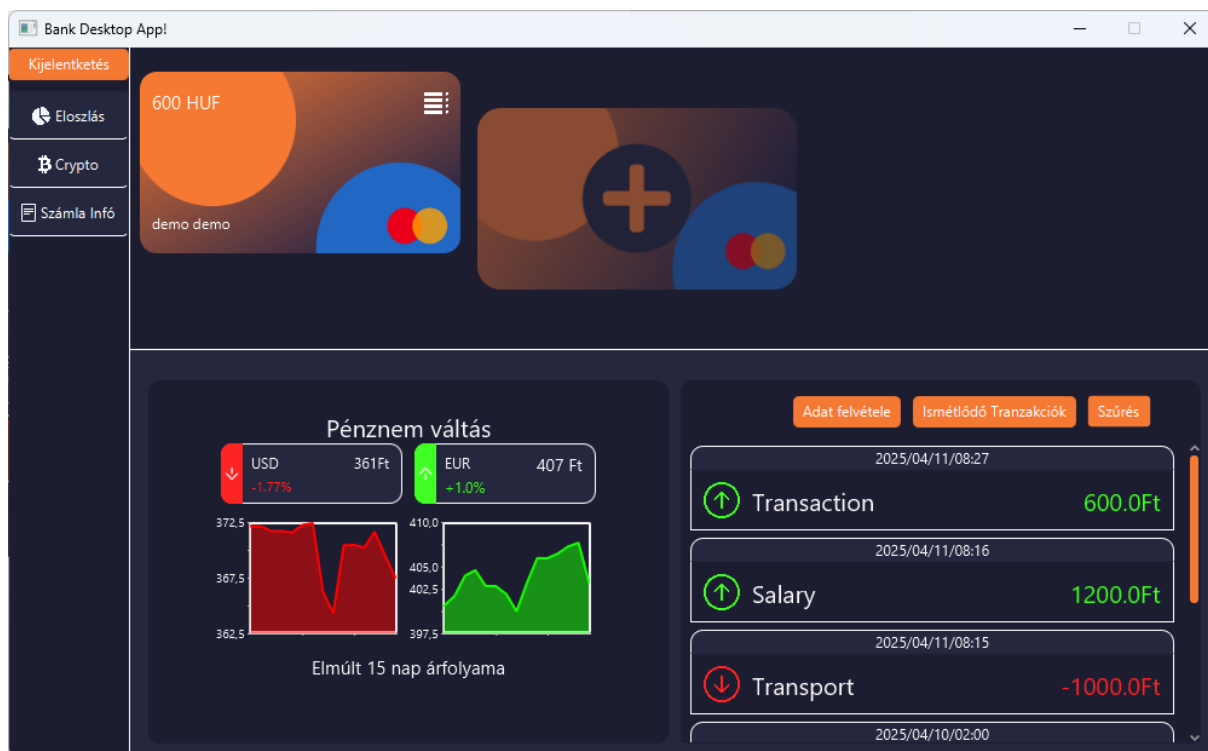 Bank Desktop App!
Kijelentketés
Eloszlás
Crypto
Számla Infó
600 HUF
demo demo
Pénznem váltás
USD 361Ft
-1.77%
EUR 407 Ft
+1.0%
372,5
367,5
362,5
410,0
405,0
402,5
397,5
Elmúlt 15 nap árfolyama
Adat felvétele Ismétlődő Tranzakciók Szűrés
2025/04/11/08:27
Transaction 600.0Ft
2025/04/11/08:16
Salary 1200.0Ft
2025/04/11/08:15
Transport -1000.0Ft
2025/04/10/02:00